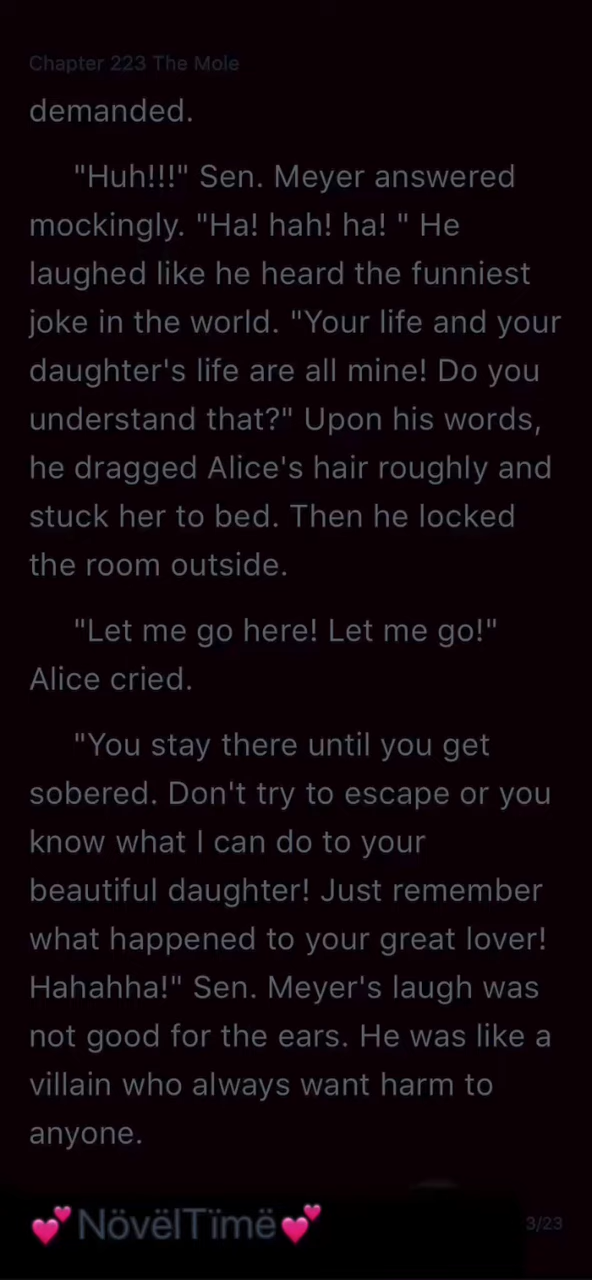 Chapter 223 The Mole
demanded.
"Huh!!!" Sen. Meyer answered
mockingly. "Ha! hah! ha! " He
laughed like he heard the funniest
joke in the world. "Your life and your
daughter's life are all mine! Do you
understand that?" Upon his words,
he dragged Alice's hair roughly and
stuck her to bed. Then he locked
the room outside.
"Let me go here! Let me go!"
Alice cried.
"You stay there until you get
sobered. Don't try to escape or you
know what I can do to your
beautiful daughter! Just remember
what happened to your great lover!
Hahahha!" Sen. Meyer's laugh was
not good for the ears. He was like a
villain who always want harm to
anyone.
💕NövëlTïmë💕 3/23